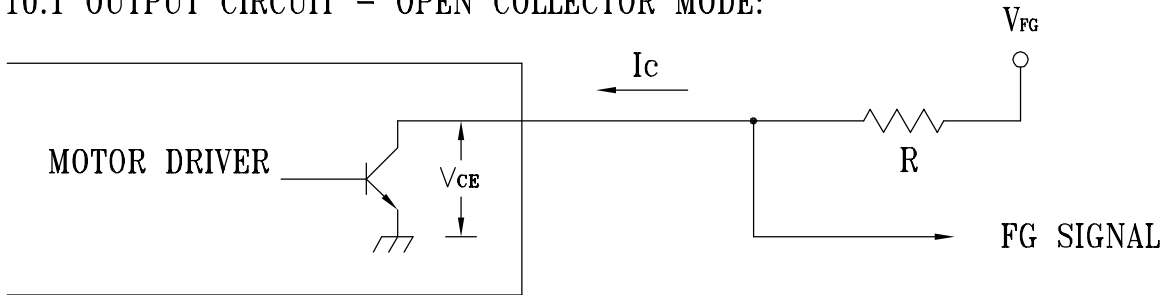 10.1 OUTPUT CIRCUIT - OPEN COLLECTOR MODE:
VFG
Ic
MOTOR DRIVER
VCE
R
FG SIGNAL